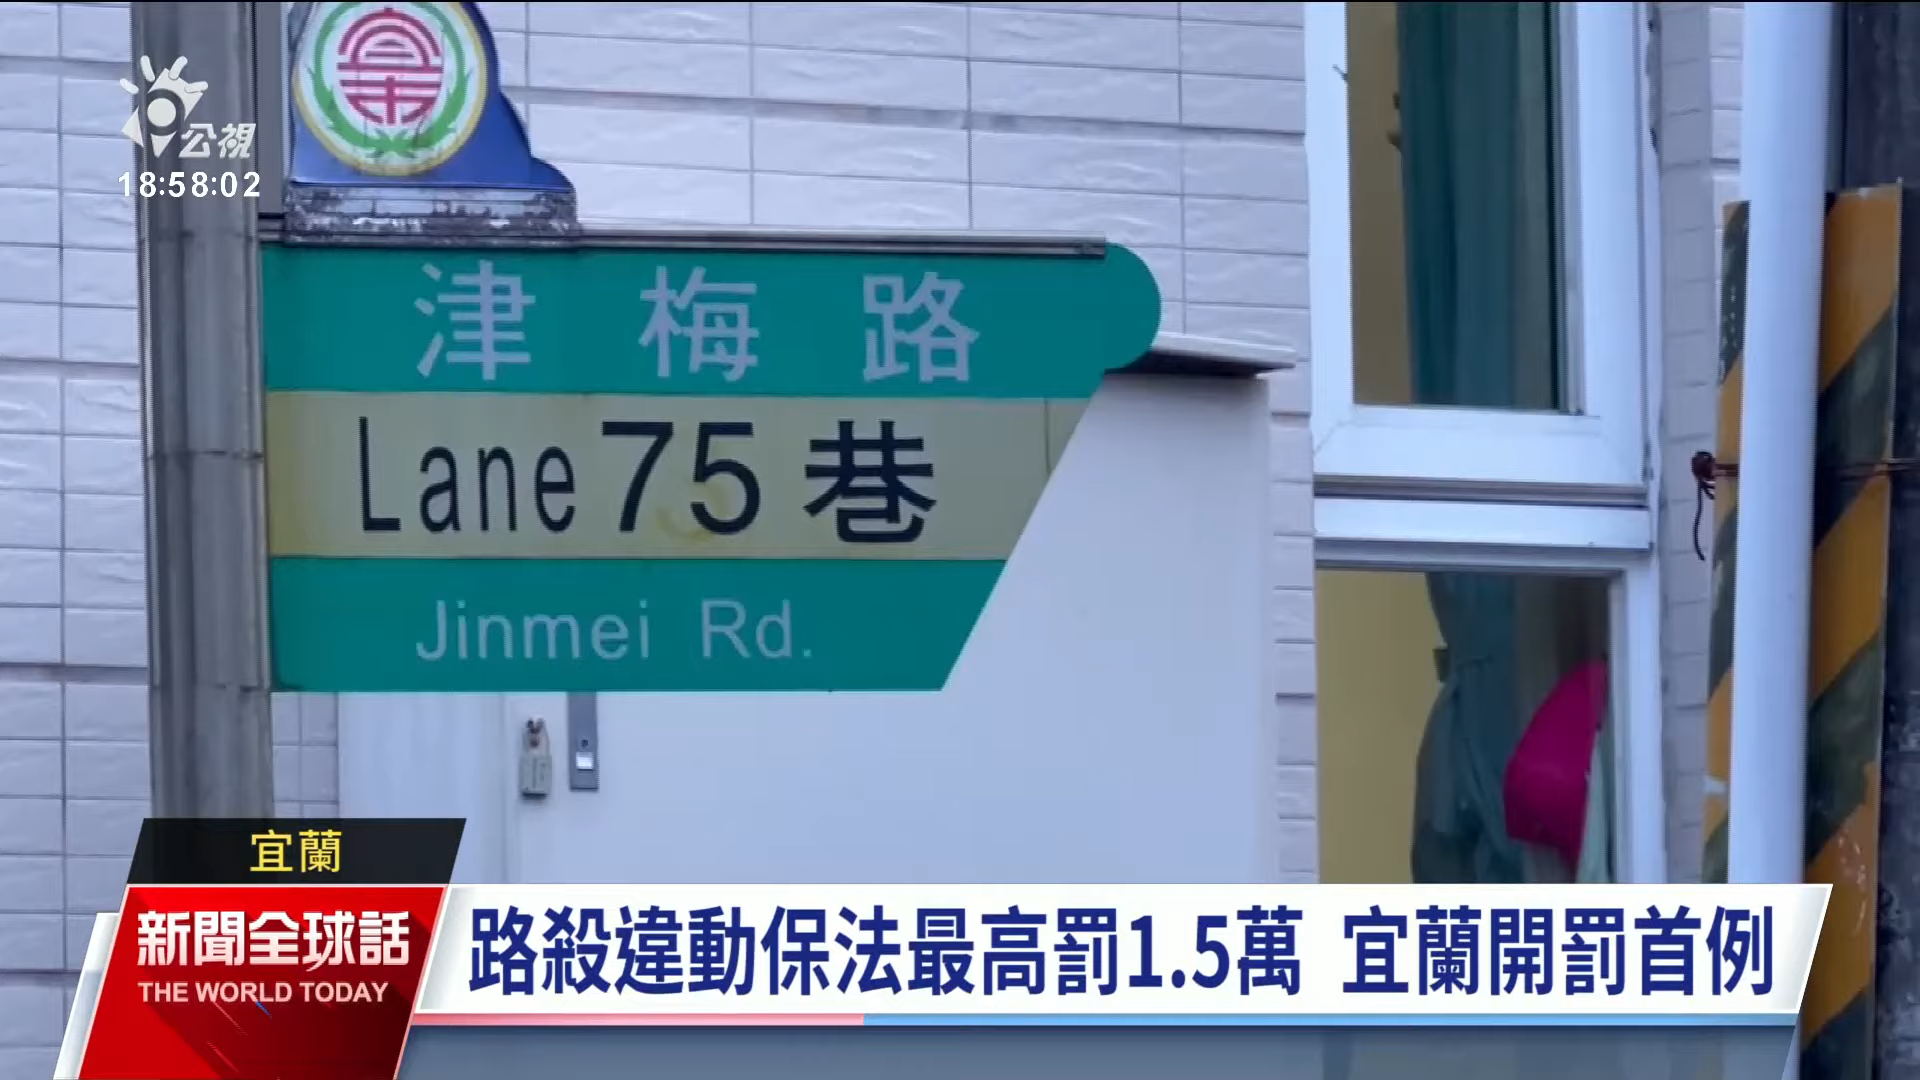 公視
18:58:02
津梅路
Lane 75 巷
Jinmei Rd.
宜蘭
新聞全球話
THE WORLD TODAY
路殺違動保法最高罰1.5萬 宜蘭開罰首例